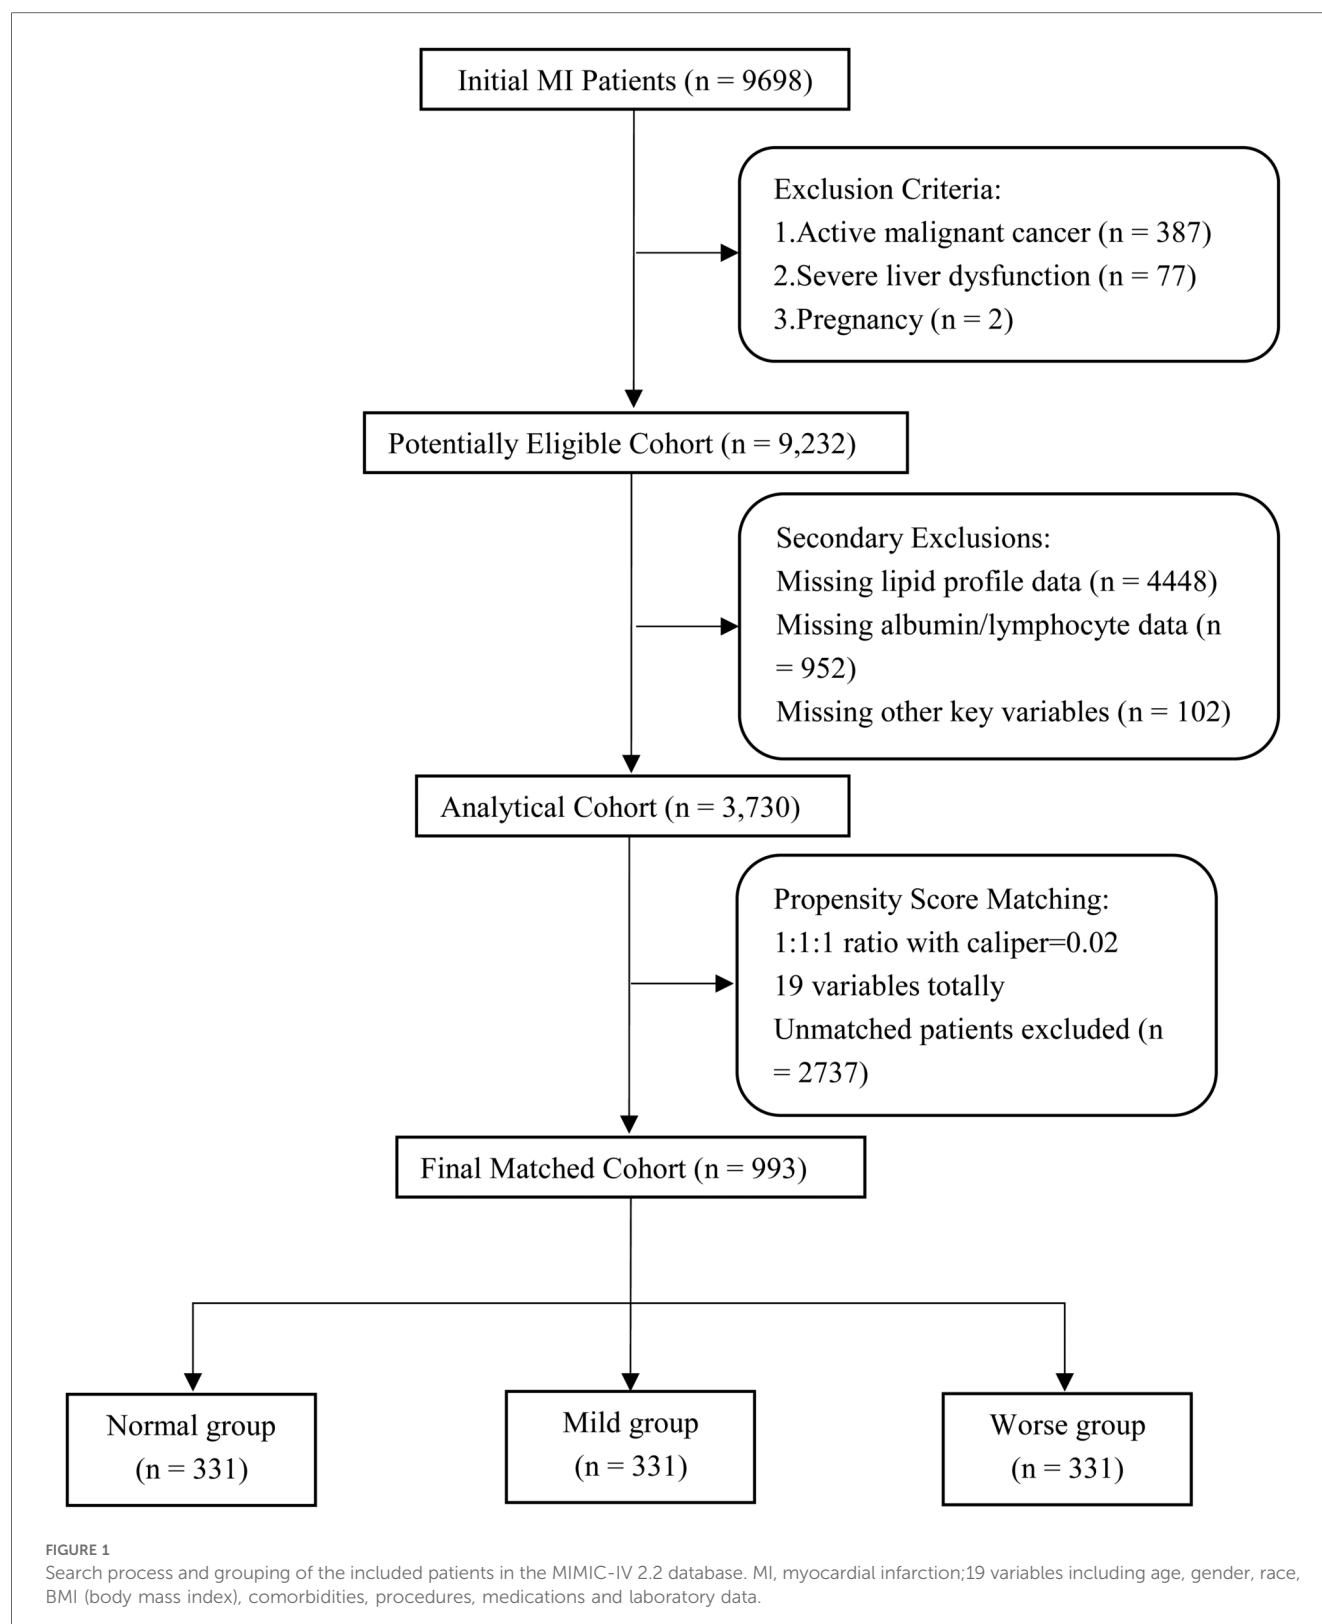 Initial MI Patients (n = 9698)
Exclusion Criteria:
1.Active malignant cancer (n = 387)
2.Severe liver dysfunction (n = 77)
3.Pregnancy (n = 2)
Potentially Eligible Cohort (n = 9,232)
Secondary Exclusions:
Missing lipid profile data (n = 4448)
Missing albumin/lymphocyte data (n
= 952)
Missing other key variables (n = 102)
Analytical Cohort (n = 3,730)
Propensity Score Matching:
1:1:1 ratio with caliper=0.02
19 variables totally
Unmatched patients excluded (n
= 2737)
Final Matched Cohort (n = 993)
Normal group
(n = 331)
Mild group
(n = 331)
Worse group
(n = 331)
FIGURE 1
Search process and grouping of the included patients in the MIMIC-IV 2.2 database. MI, myocardial infarction;19 variables including age, gender, race,
BMI (body mass index), comorbidities, procedures, medications and laboratory data.